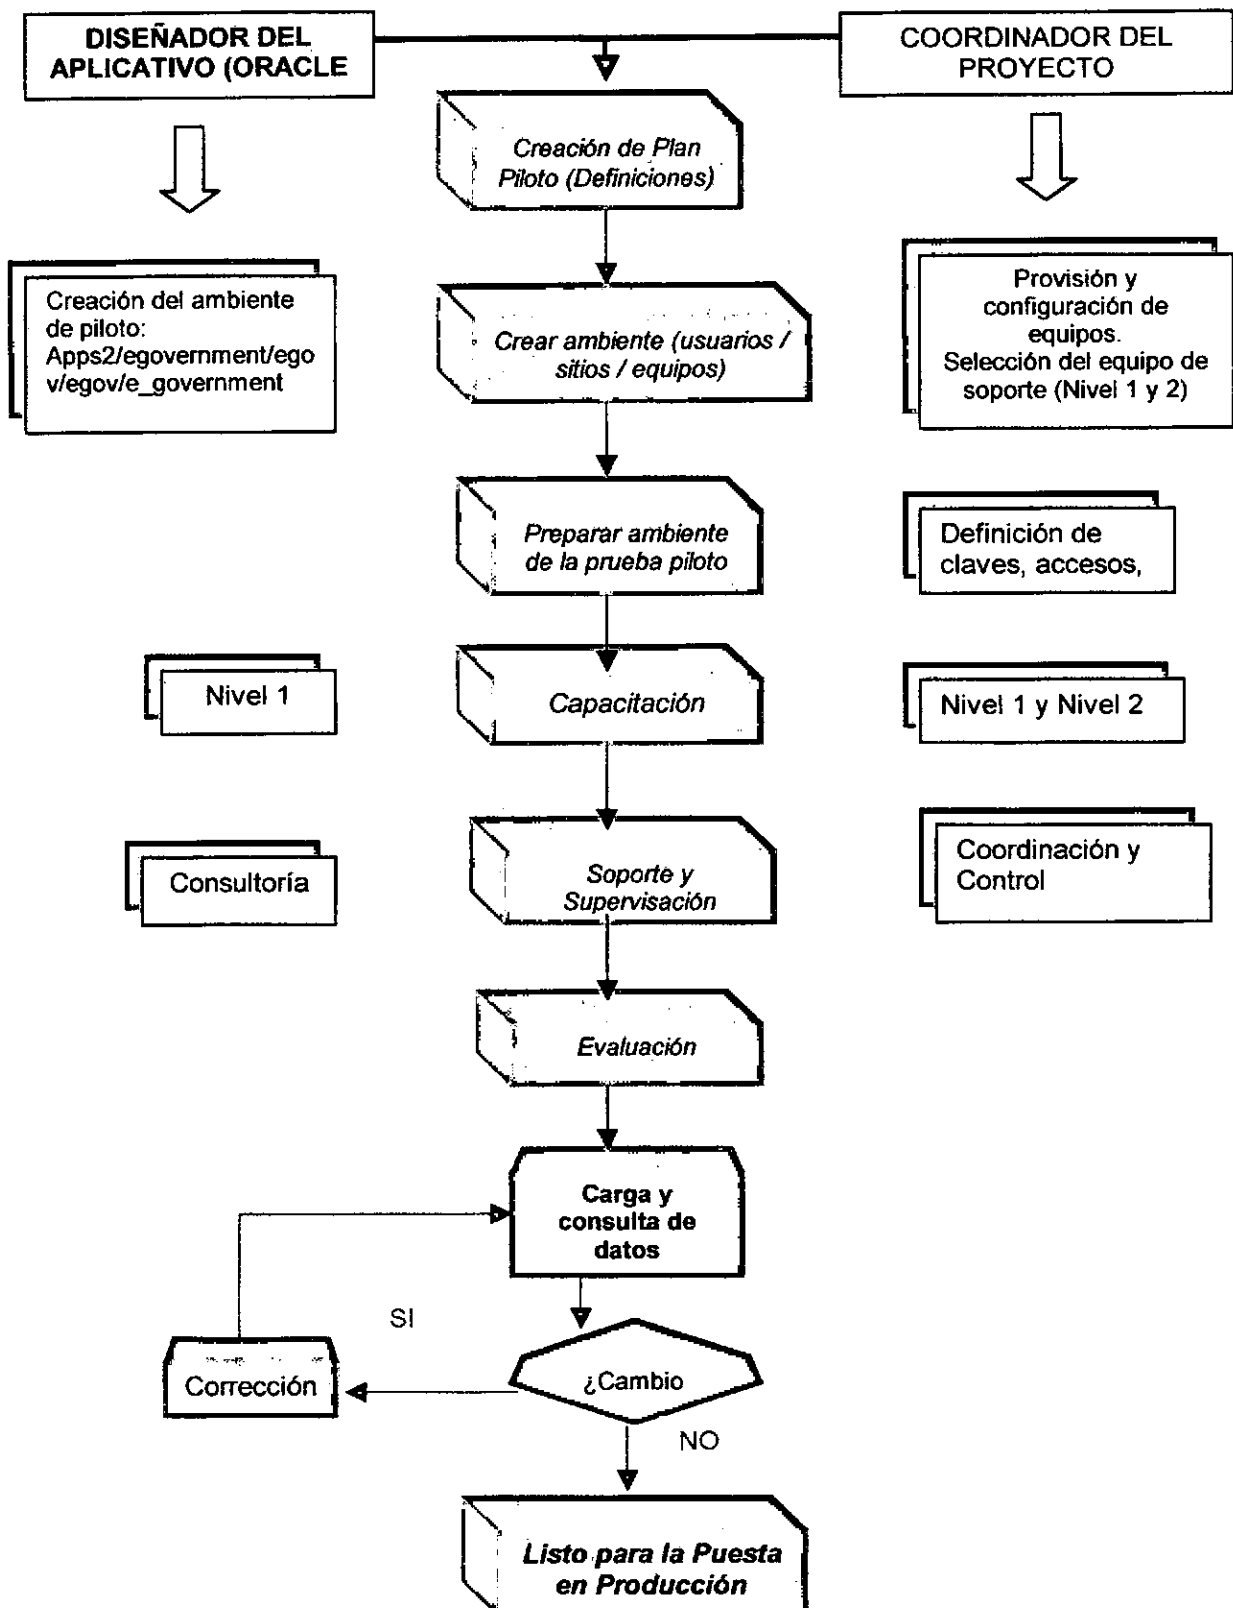 DISEÑADOR DEL
APLICATIVO (ORACLE
COORDINADOR DEL
PROYECTO
Creación de Plan
Piloto (Definiciones)
Creación del ambiente
de piloto:
Apps2/egovernment/ego
v/egov/e_government
Crear ambiente (usuarios /
sitios / equipos)
Provisión y
configuración de
equipos.
Selección del equipo de
soporte (Nivel 1 y 2)
Preparar ambiente
de la prueba piloto
Definición de
claves, accesos,
Nivel 1
Capacitación
Nivel 1 y Nivel 2
Consultoría
Soporte y
Supervisación
Coordinación y
Control
Evaluación
Carga y
consulta de
datos
SI
Corrección
¿Cambio
NO
Listo para la Puesta
en Producción